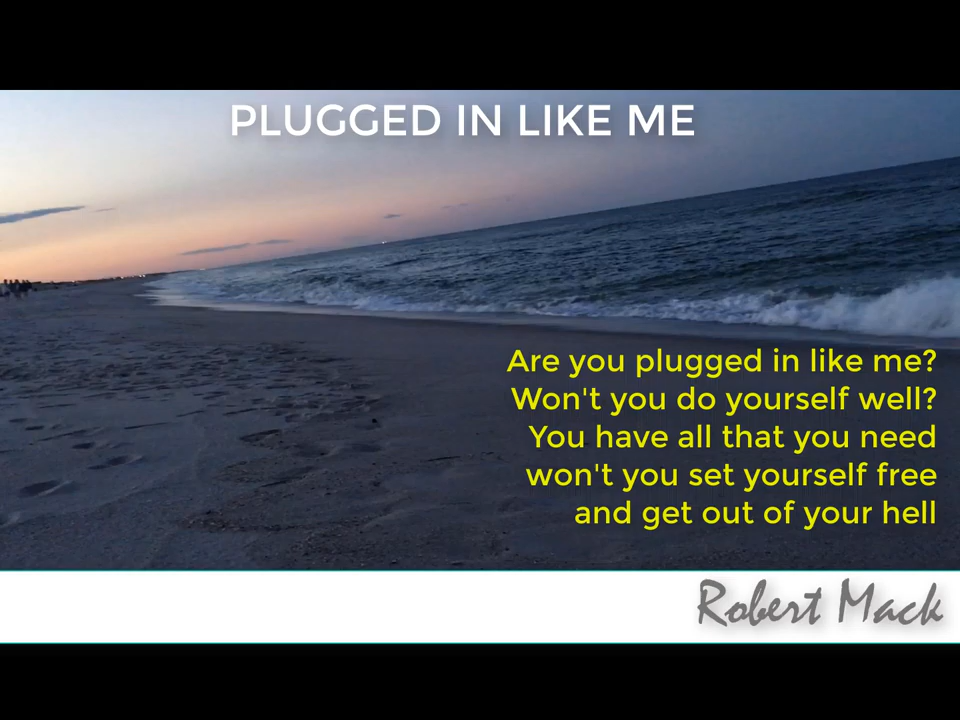 PLUGGED IN LIKE ME
Are you plugged in like me?
Won't you do yourself well?
You have all that you need
won't you set yourself free
and get out of your hell
Robert Mack